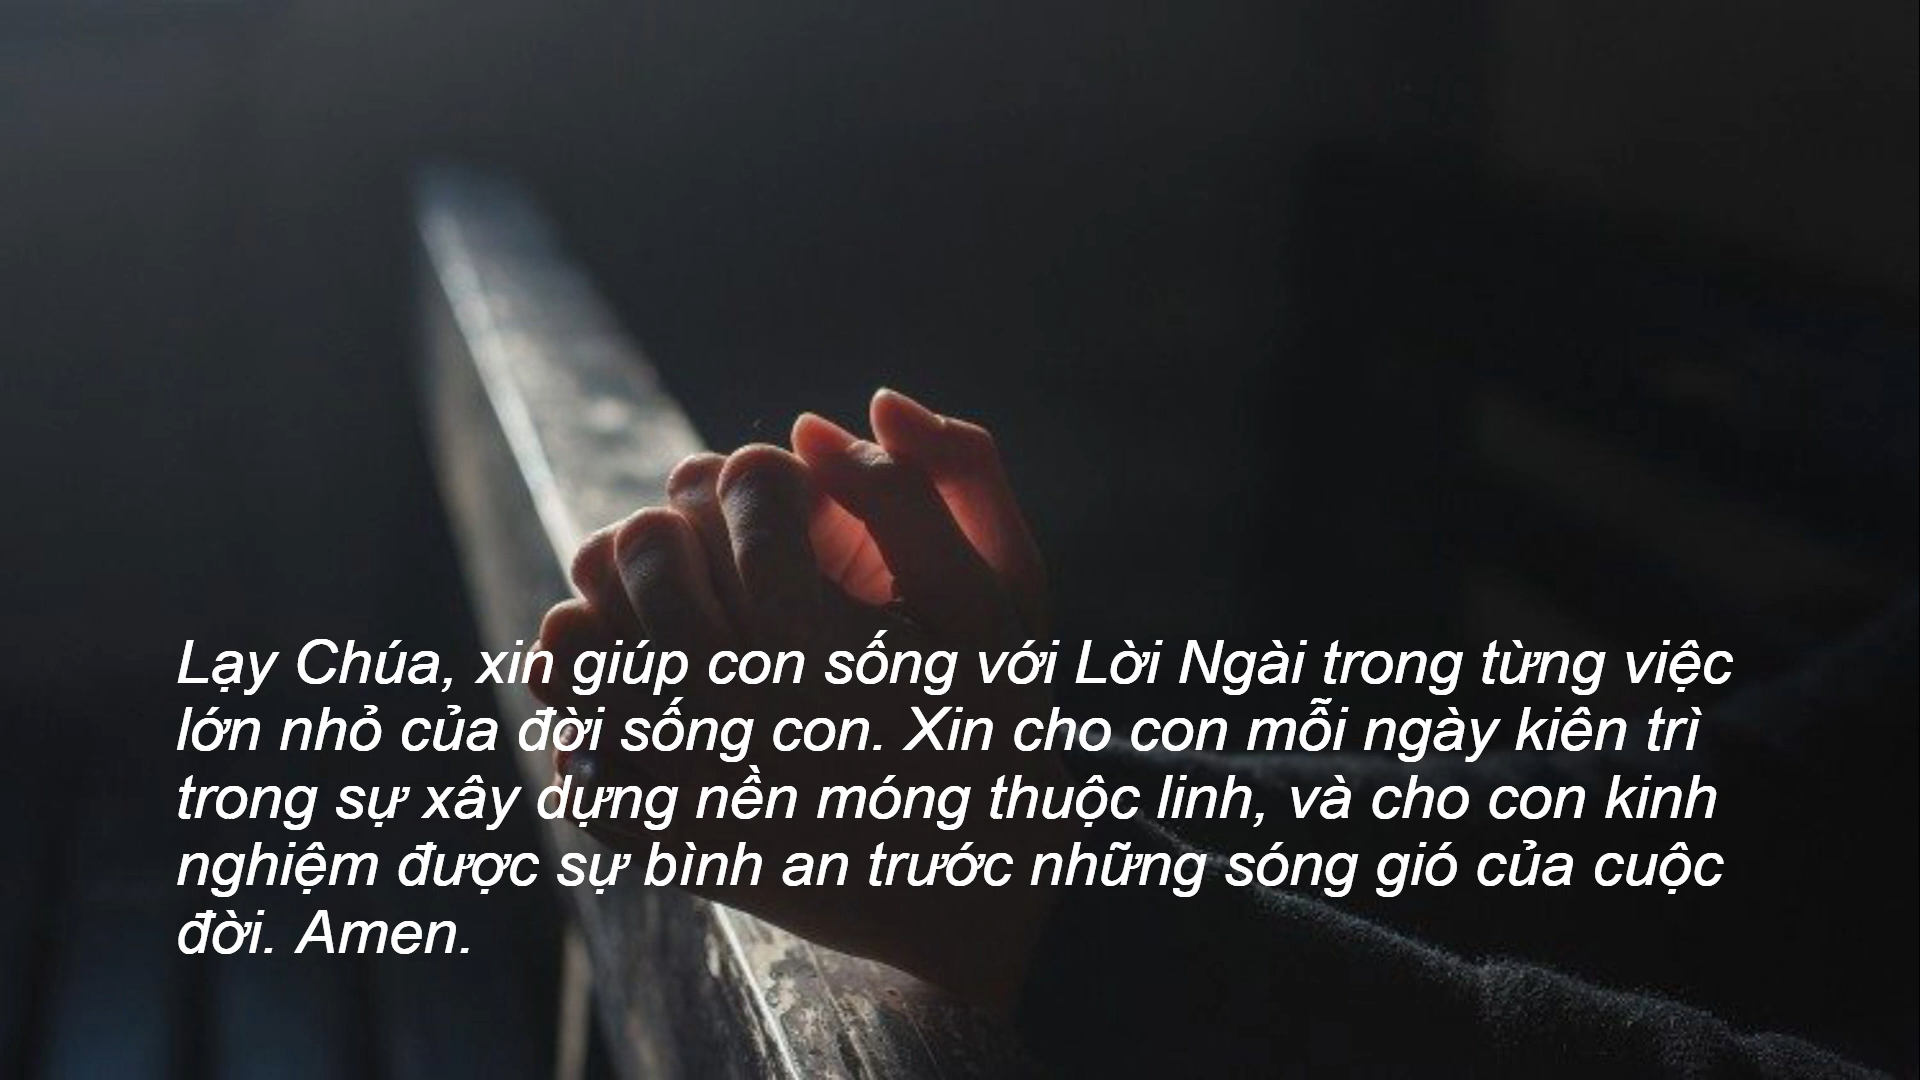 Lạy Chúa, xin giúp con sống với Lời Ngài trong từng việc
lớn nhỏ của đời sống con. Xin cho con mỗi ngày kiên trì
trong sự xây dựng nền móng thuộc linh, và cho con kinh
nghiệm được sự bình an trước những sóng gió của cuộc
đời. Amen.